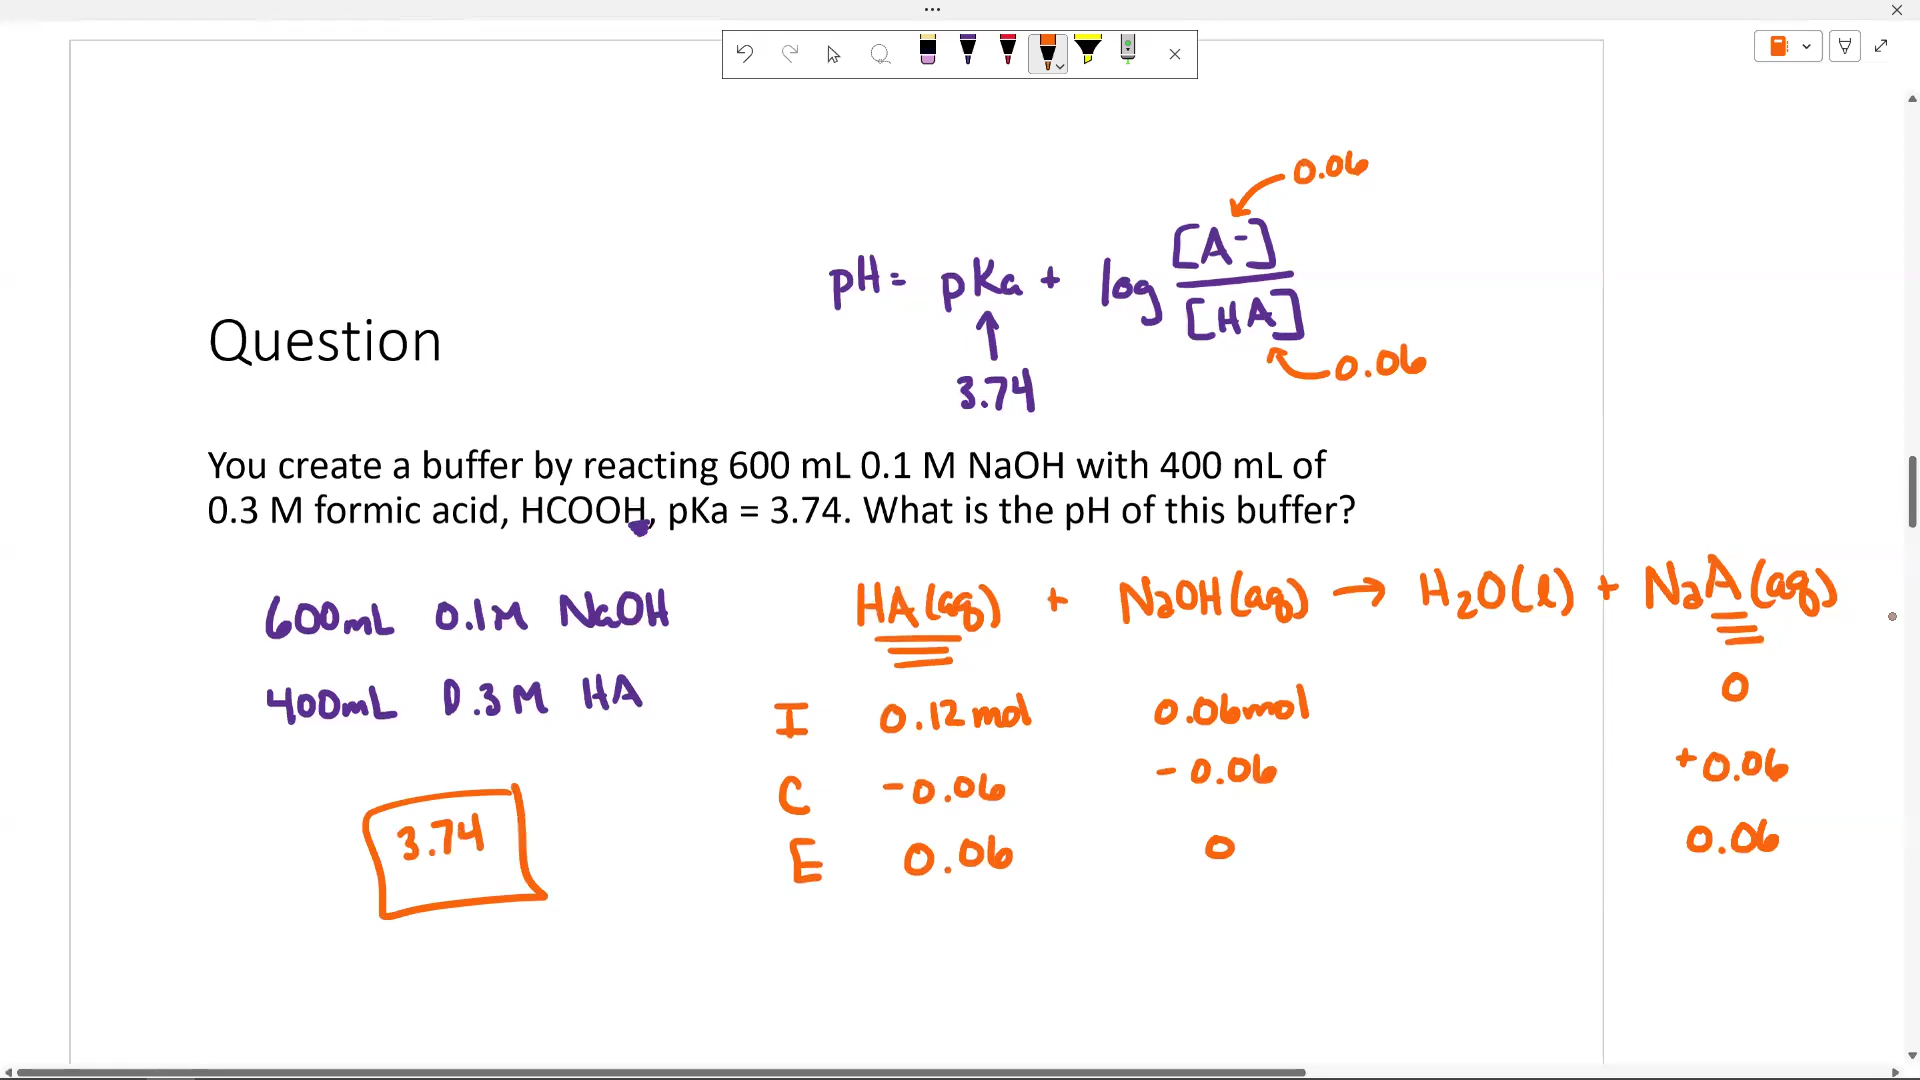 0.06
pH = pKa + log [A-] / [HA]
0.06
3.74
Question
You create a buffer by reacting 600 mL 0.1 M NaOH with 400 mL of
0.3 M formic acid, HCOOH, pKa = 3.74. What is the pH of this buffer?
600mL 0.1M NaOH
400mL 0.3M HA
3.74
HA(aq) + NaOH(aq) → H2O(l) + NaA(aq)
I 0.12mol 0.06mol 0
C -0.06 -0.06 +0.06
E 0.06 0 0.06